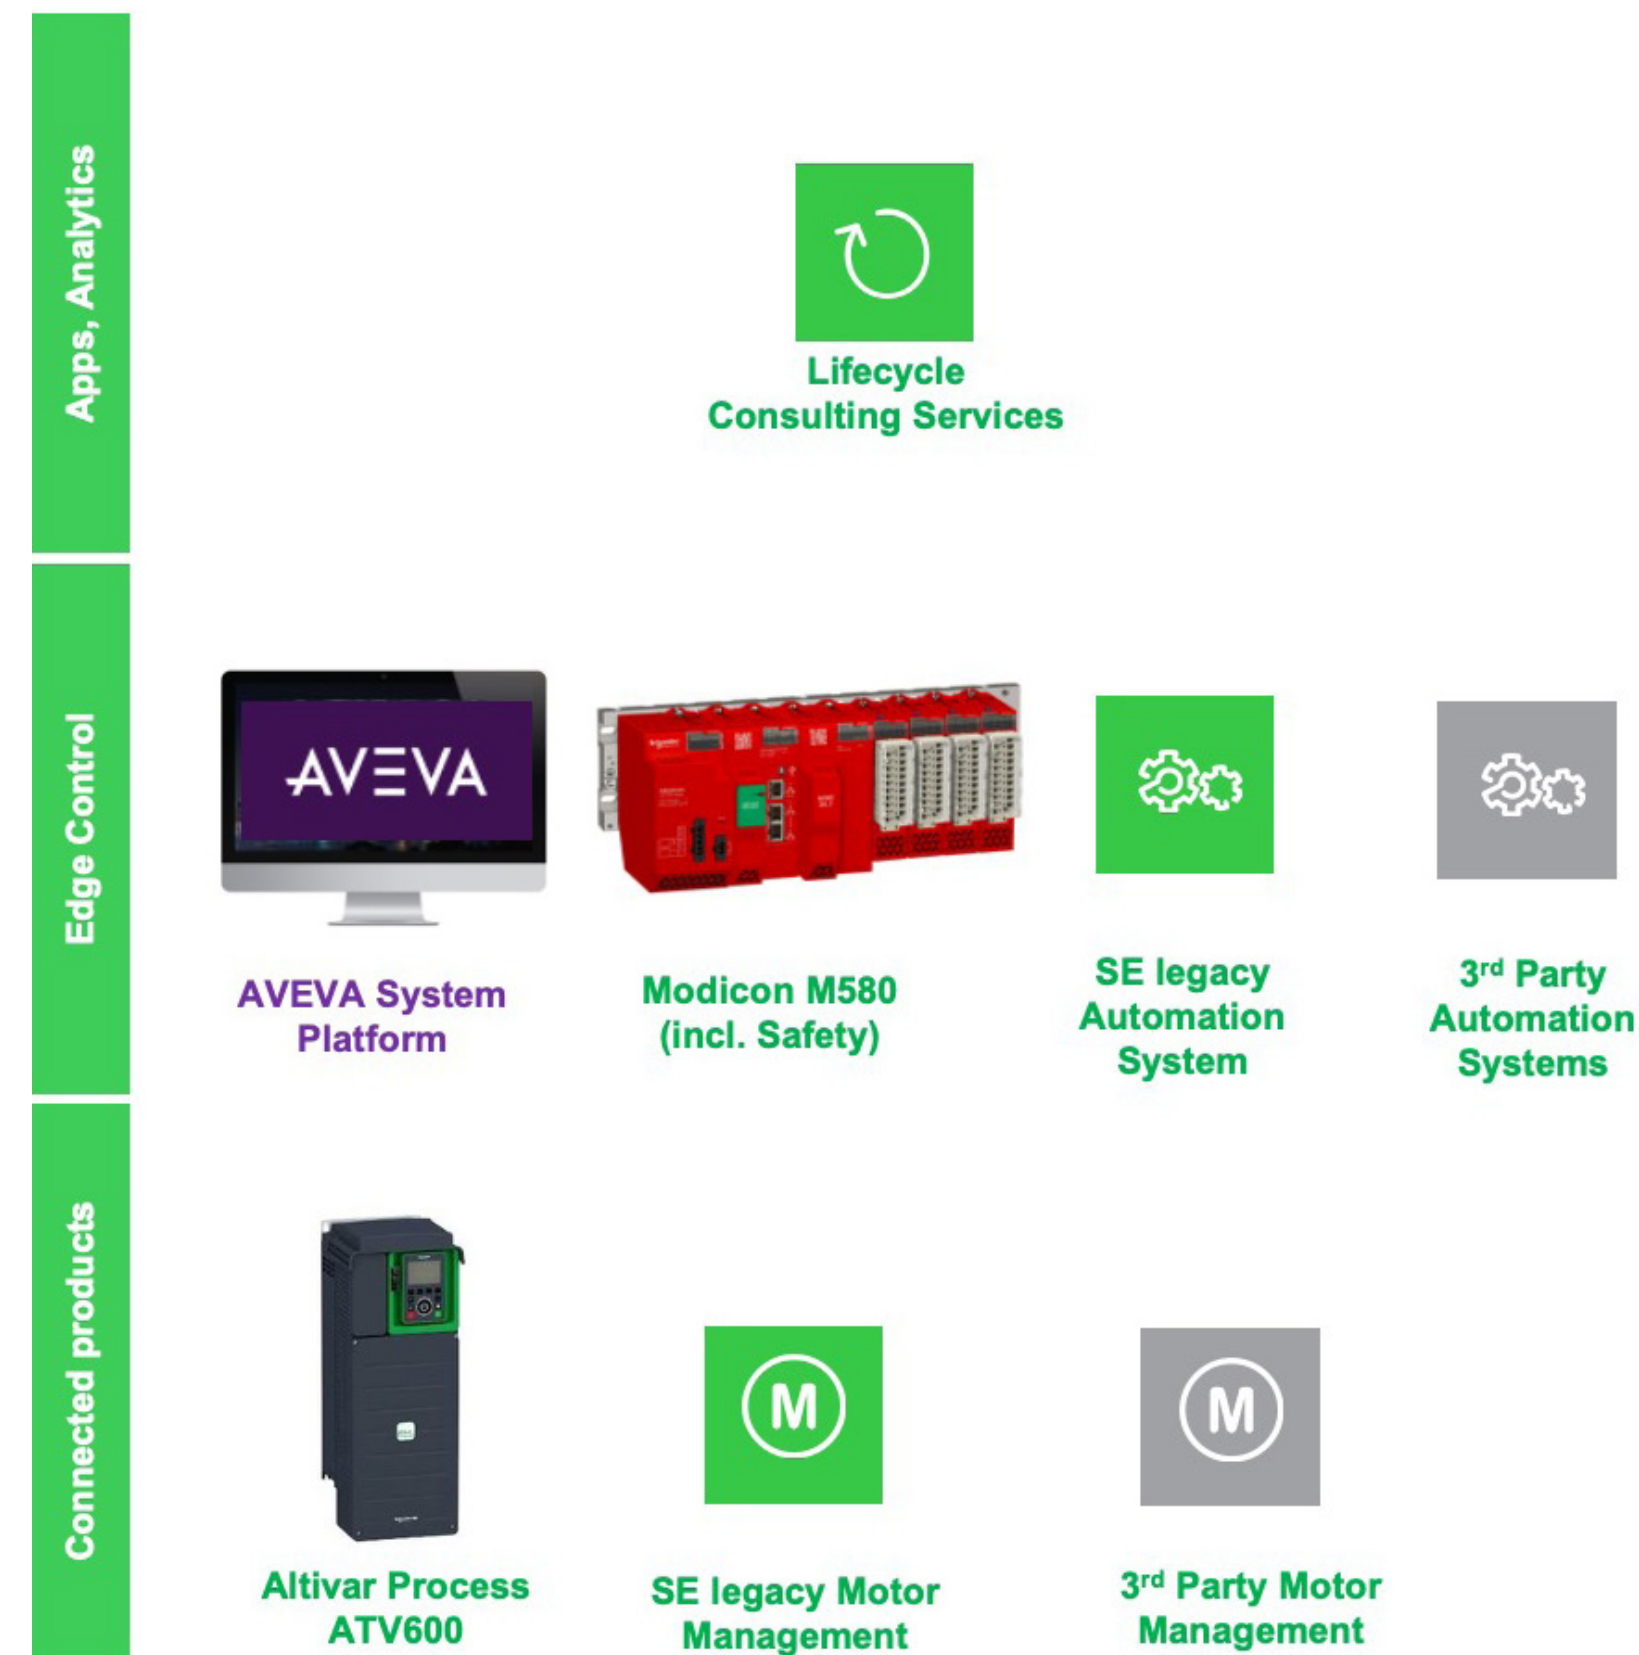 Apps, Analytics
Lifecycle
Consulting Services
Edge Control
AVEVA
AVEVA System
Platform
Modicon M580
(incl. Safety)
SE legacy
Automation
System
3rd Party
Automation
Systems
Connected products
Altivar Process
ATV600
M
SE legacy Motor
Management
M
3rd Party Motor
Management